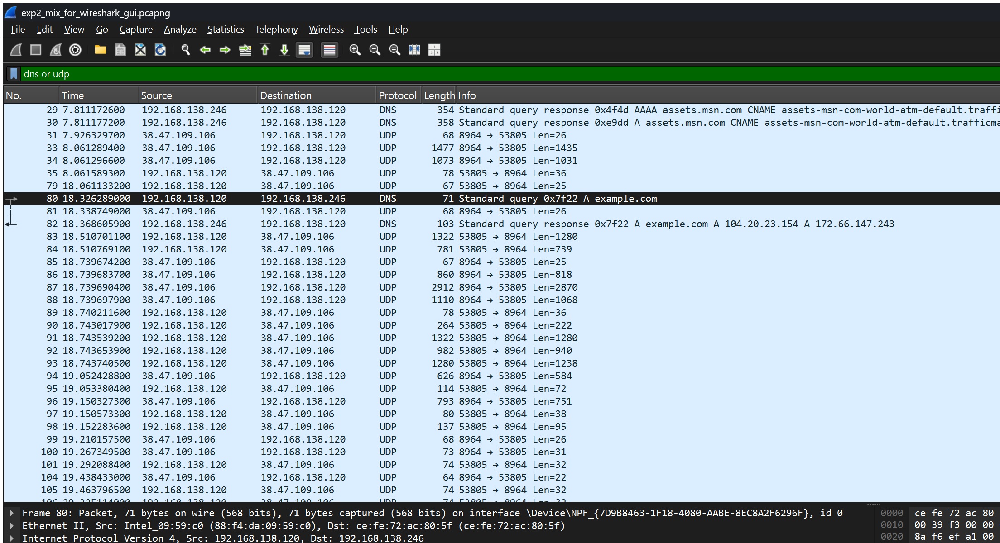 exp2_mix_for_wireshark_gui.pcapng
File Edit View Go Capture Analyze Statistics Telephony Wireless Tools Help
dns or udp
No. Time Source Destination Protocol Length Info
29 7.811172600 192.168.138.246 192.168.138.120 DNS 354 Standard query response 0x4f4d AAAA assets.msn.com CNAME assets-msn-com-world-atm-default.traffi
30 7.811177200 192.168.138.246 192.168.138.120 DNS 358 Standard query response 0xe9dd A assets.msn.com CNAME assets-msn-com-world-atm-default.trafficma
31 7.926329700 38.47.109.106 192.168.138.120 UDP 68 8964 → 53805 Len=26
33 8.061289400 38.47.109.106 192.168.138.120 UDP 1477 8964 → 53805 Len=1435
34 8.061296600 38.47.109.106 192.168.138.120 UDP 1073 8964 → 53805 Len=1031
35 8.061589300 192.168.138.120 38.47.109.106 UDP 78 53805 → 8964 Len=36
79 18.061133200 192.168.138.120 38.47.109.106 UDP 67 53805 → 8964 Len=25
80 18.326289000 192.168.138.120 192.168.138.246 DNS 71 Standard query 0x7f22 A example.com
81 18.338749000 38.47.109.106 192.168.138.120 UDP 68 8964 → 53805 Len=26
82 18.368605900 192.168.138.246 192.168.138.120 DNS 103 Standard query response 0x7f22 A example.com A 104.20.23.154 A 172.66.147.243
83 18.510701100 192.168.138.120 38.47.109.106 UDP 1322 53805 → 8964 Len=1280
84 18.510769100 192.168.138.120 38.47.109.106 UDP 781 53805 → 8964 Len=739
85 18.739674200 38.47.109.106 192.168.138.120 UDP 67 8964 → 53805 Len=25
86 18.739683700 38.47.109.106 192.168.138.120 UDP 860 8964 → 53805 Len=818
87 18.739690400 38.47.109.106 192.168.138.120 UDP 2912 8964 → 53805 Len=2870
88 18.739697900 38.47.109.106 192.168.138.120 UDP 1110 8964 → 53805 Len=1068
89 18.740211600 192.168.138.120 38.47.109.106 UDP 78 53805 → 8964 Len=36
90 18.743017900 192.168.138.120 38.47.109.106 UDP 264 53805 → 8964 Len=222
91 18.743539200 192.168.138.120 38.47.109.106 UDP 1322 53805 → 8964 Len=1280
92 18.743653900 192.168.138.120 38.47.109.106 UDP 982 53805 → 8964 Len=940
93 18.743740500 192.168.138.120 38.47.109.106 UDP 1280 53805 → 8964 Len=1238
94 19.052428800 38.47.109.106 192.168.138.120 UDP 626 8964 → 53805 Len=584
95 19.053380400 192.168.138.120 38.47.109.106 UDP 114 53805 → 8964 Len=72
96 19.150327300 38.47.109.106 192.168.138.120 UDP 793 8964 → 53805 Len=751
97 19.150573300 192.168.138.120 38.47.109.106 UDP 80 53805 → 8964 Len=38
98 19.152283600 192.168.138.120 38.47.109.106 UDP 137 53805 → 8964 Len=95
99 19.210157500 38.47.109.106 192.168.138.120 UDP 68 8964 → 53805 Len=26
100 19.267349500 38.47.109.106 192.168.138.120 UDP 73 8964 → 53805 Len=31
101 19.292088400 192.168.138.120 38.47.109.106 UDP 74 53805 → 8964 Len=32
104 19.438433000 38.47.109.106 192.168.138.120 UDP 64 8964 → 53805 Len=22
105 19.463796500 192.168.138.120 38.47.109.106 UDP 74 53805 → 8964 Len=32
Frame 80: Packet, 71 bytes on wire (568 bits), 71 bytes captured (568 bits) on interface \Device\NPF_{7D9B8463-1F18-4080-AABE-8EC8A2F6296F}, id 0
Ethernet II, Src: Intel_09:59:c0 (88:f4:da:09:59:c0), Dst: ce:fe:72:ac:80:5f (ce:fe:72:ac:80:5f)
Internet Protocol Version 4, Src: 192.168.138.120, Dst: 192.168.138.246
0000 ce fe 72 ac 80
0010 00 39 f3 00 00
0020 8a f6 ef a1 00